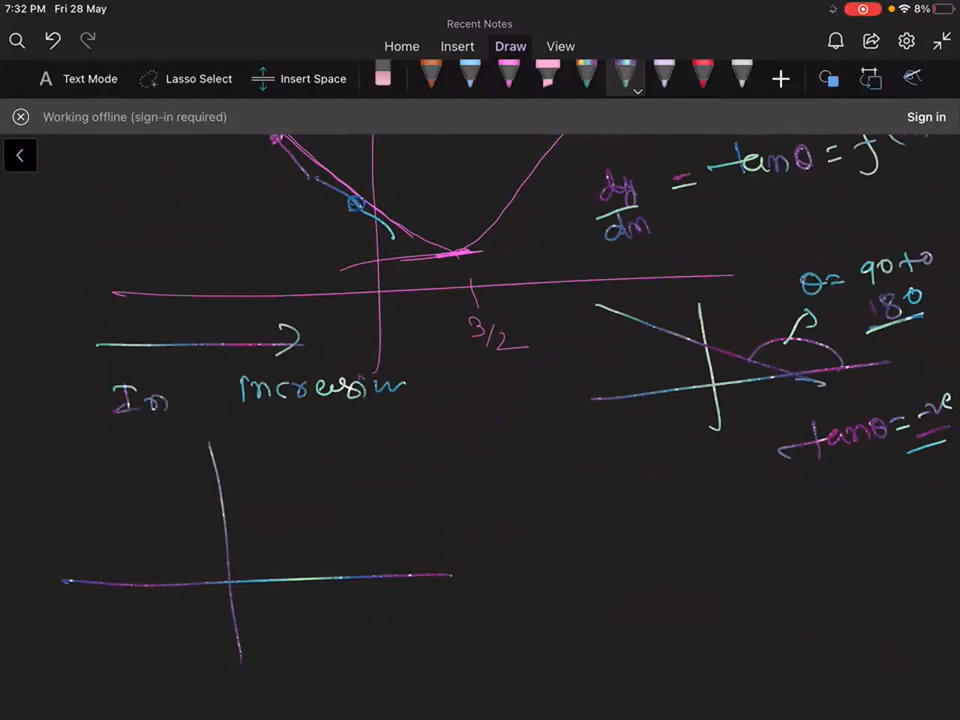 7:32 PM Fri 28 May
8%
Recent Notes
Home Insert Draw View
A Text Mode Lasso Select Insert Space
Working offline (sign-in required) Sign in
dy/dn = tanθ = f(
θ = 90 to
180
3/2
In increasin
tanθ = -ve